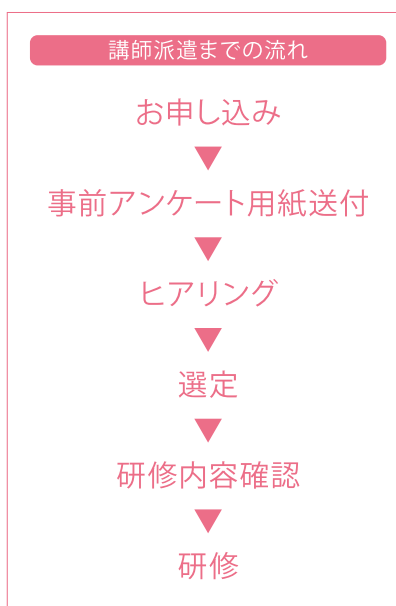 講師派遣までの流れ
お申し込み
▼
事前アンケート用紙送付
▼
ヒアリング
▼
選定
▼
研修内容確認
▼
研修